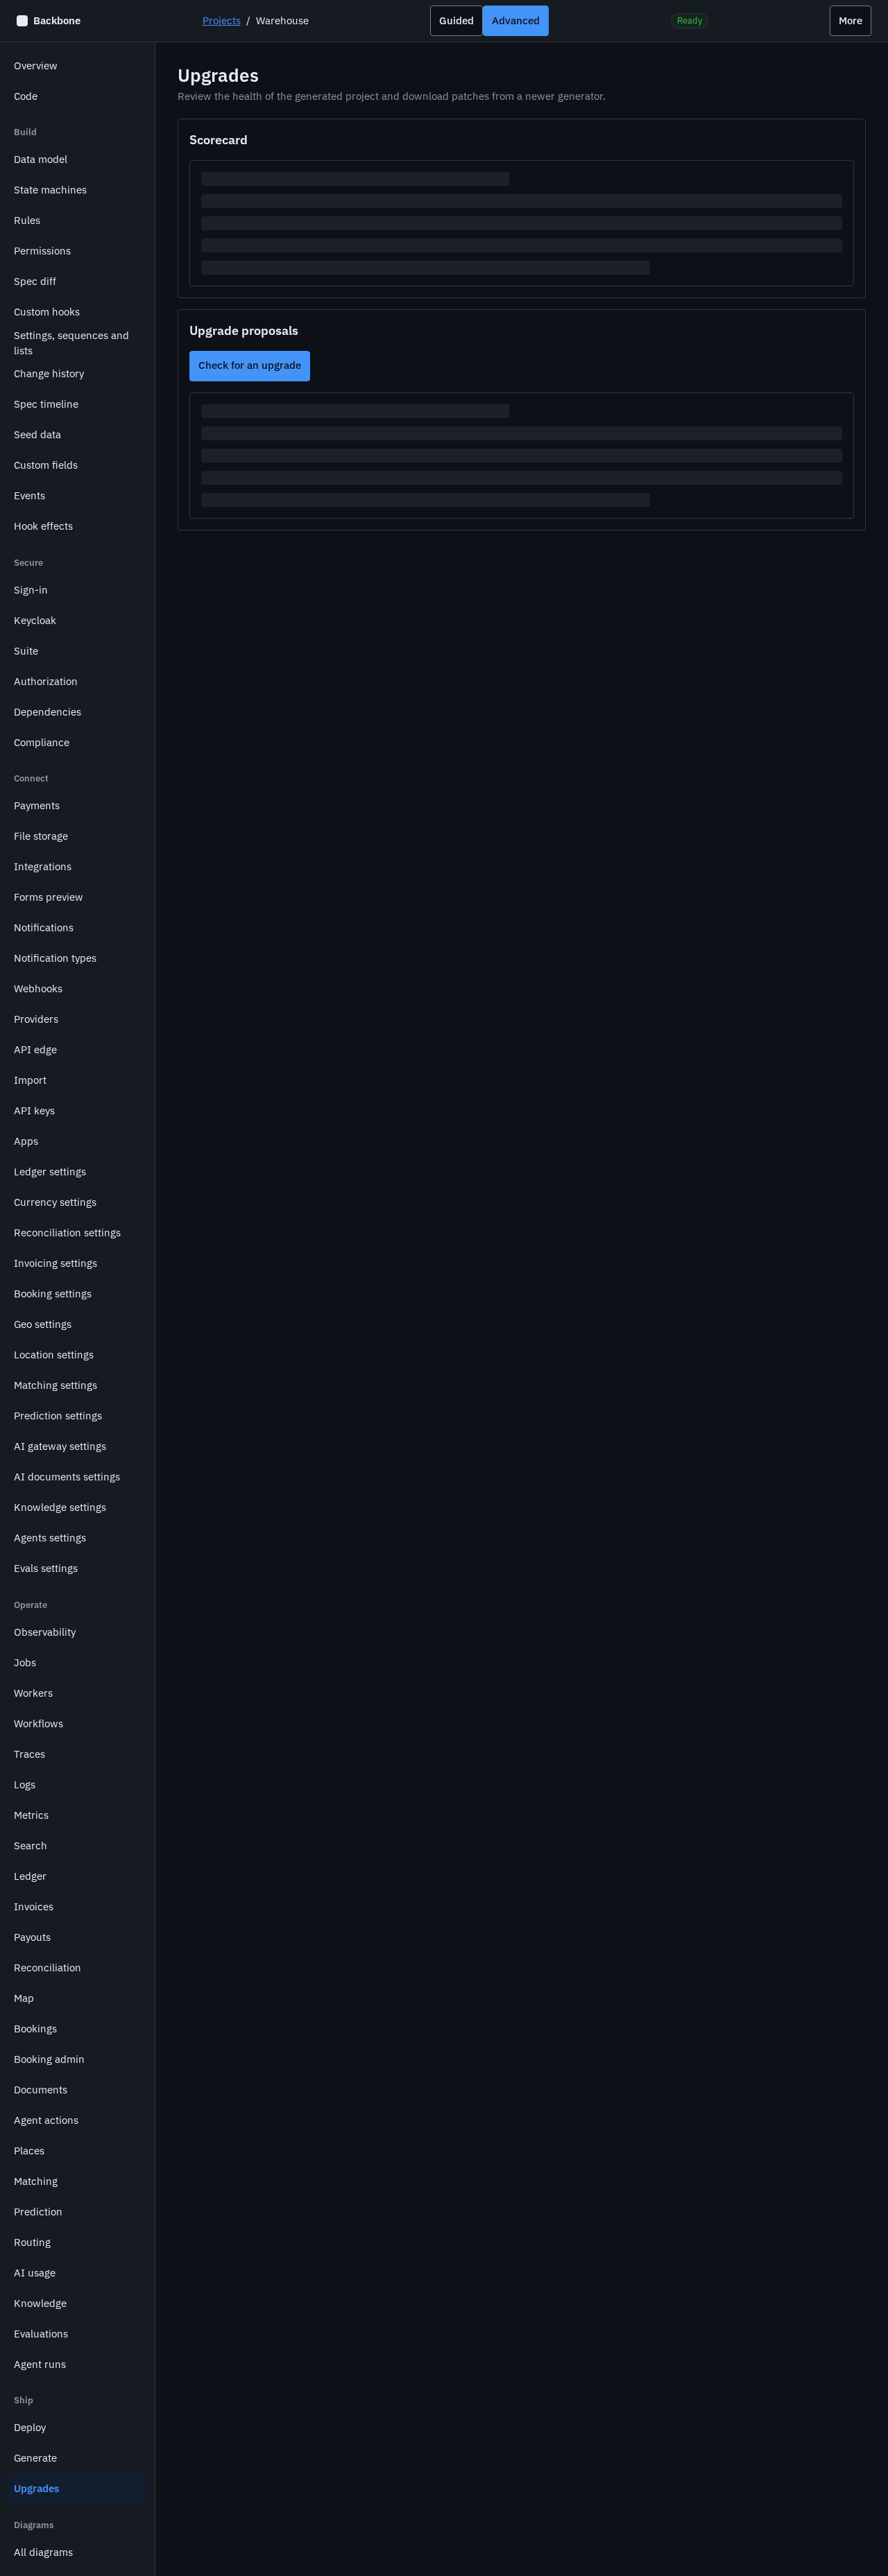 Backbone
Projects / Warehouse
Guided
Advanced
Ready
More
Overview
Code
Build
Data model
State machines
Rules
Permissions
Spec diff
Custom hooks
Settings, sequences and
lists
Change history
Spec timeline
Seed data
Custom fields
Events
Hook effects
Secure
Sign-in
Keycloak
Suite
Authorization
Dependencies
Compliance
Connect
Payments
File storage
Integrations
Forms preview
Notifications
Notification types
Webhooks
Providers
API edge
Import
API keys
Apps
Ledger settings
Currency settings
Reconciliation settings
Invoicing settings
Booking settings
Geo settings
Location settings
Matching settings
Prediction settings
AI gateway settings
AI documents settings
Knowledge settings
Agents settings
Evals settings
Operate
Observability
Jobs
Workers
Workflows
Traces
Logs
Metrics
Search
Ledger
Invoices
Payouts
Reconciliation
Map
Bookings
Booking admin
Documents
Agent actions
Places
Matching
Prediction
Routing
AI usage
Knowledge
Evaluations
Agent runs
Ship
Deploy
Generate
Upgrades
Diagrams
All diagrams
Upgrades
Review the health of the generated project and download patches from a newer generator.
Scorecard
Upgrade proposals
Check for an upgrade